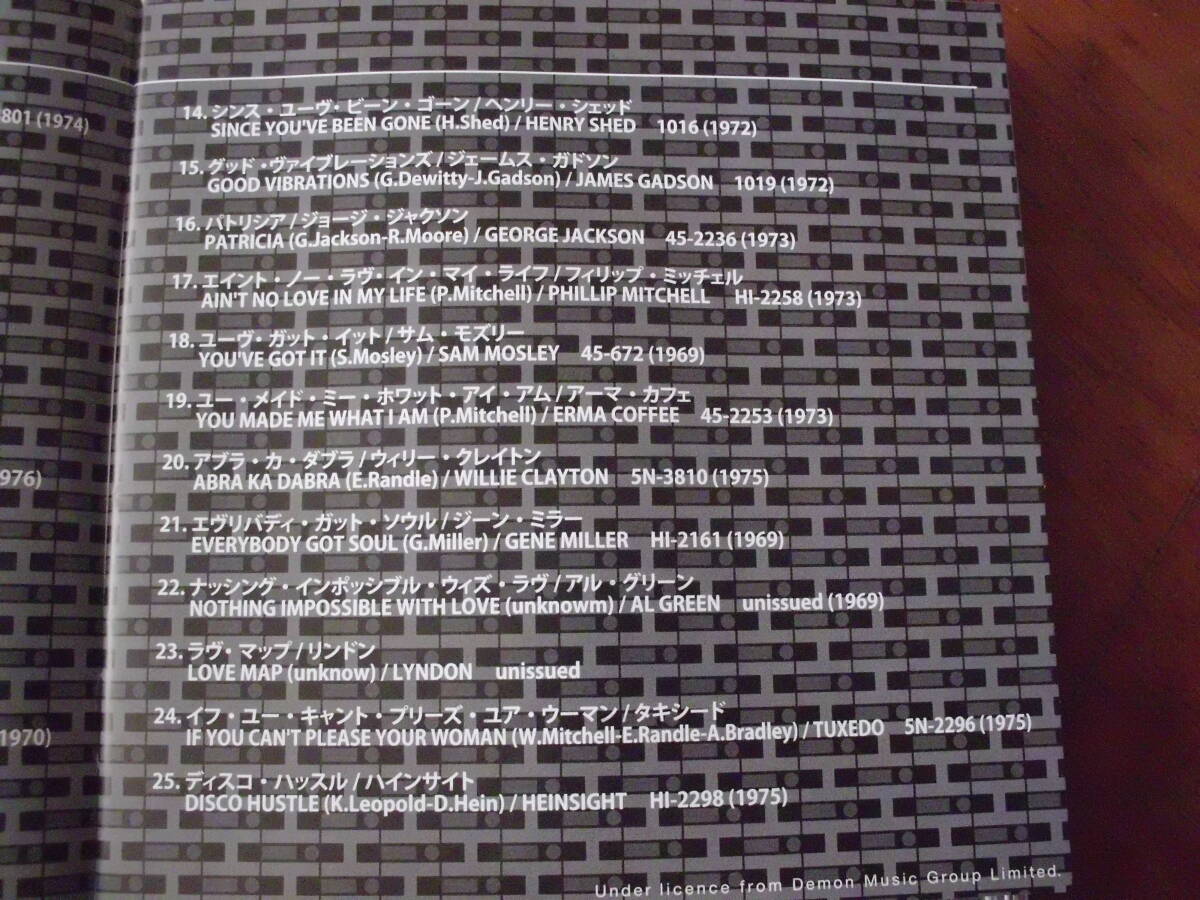 801 (1974)
976)
1970)
14. シンス・ユーヴ・ビーン・ゴーン / ヘンリー・シェッド
SINCE YOU'VE BEEN GONE (H.Shed) / HENRY SHED 1016 (1972)
15. グッド・ヴァイブレーションズ / ジェームス・ガドソン
GOOD VIBRATIONS (G.Dewitty-J.Gadson) / JAMES GADSON 1019 (1972)
16. パトリシア / ジョージ・ジャクソン
PATRICIA (G.Jackson-R.Moore) / GEORGE JACKSON 45-2236 (1973)
17. エイント・ノー・ラヴ・イン・マイ・ライフ / フィリップ・ミッチェル
AIN'T NO LOVE IN MY LIFE (P.Mitchell) / PHILLIP MITCHELL HI-2258 (1973)
18. ユーヴ・ガット・イット / サム・モズリー
YOU'VE GOT IT (S.Mosley) / SAM MOSLEY 45-672 (1969)
19. ユー・メイド・ミー・ホワット・アイ・アム / アーマ・カフェ
YOU MADE ME WHAT I AM (P.Mitchell) / ERMA COFFEE 45-2253 (1973)
20. アブラ・カ・ダブラ / ウィリー・クレイトン
ABRA KA DABRA (E.Randle) / WILLIE CLAYTON 5N-3810 (1975)
21. エヴリバディ・ガット・ソウル / ジーン・ミラー
EVERYBODY GOT SOUL (G.Miller) / GENE MILLER HI-2161 (1969)
22. ナッシング・インポッシブル・ウィズ・ラヴ / アル・グリーン
NOTHING IMPOSSIBLE WITH LOVE (unknowm) / AL GREEN unissued (1969)
23. ラヴ・マップ / リンドン
LOVE MAP (unknow) / LYNDON unissued
24. イフ・ユー・キャント・プリーズ・ユア・ウーマン / タキシード
IF YOU CAN'T PLEASE YOUR WOMAN (W.Mitchell-E.Randle-A.Bradley) / TUXEDO 5N-2296 (1975)
25. ディスコ・ハッスル / ハインサイト
DISCO HUSTLE (K.Leopold-D.Hein) / HEINSIGHT HI-2298 (1975)
Under licence from Demon Music Group Limited.